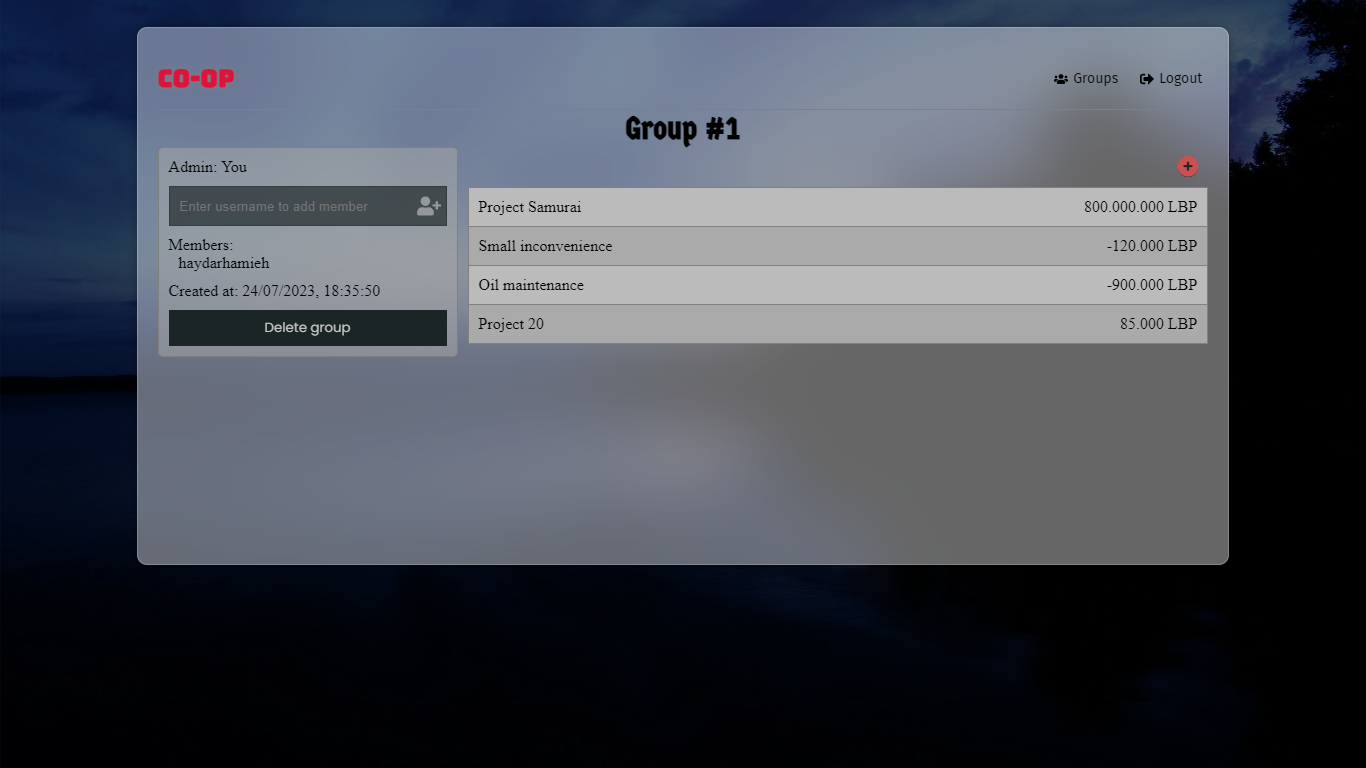 CO-OP
Groups
Logout
Group #1
Admin: You
Enter username to add member
Members:
haydarhamieh
Created at: 24/07/2023, 18:35:50
Delete group
+
Project Samurai 800.000.000 LBP
Small inconvenience -120.000 LBP
Oil maintenance -900.000 LBP
Project 20 85.000 LBP